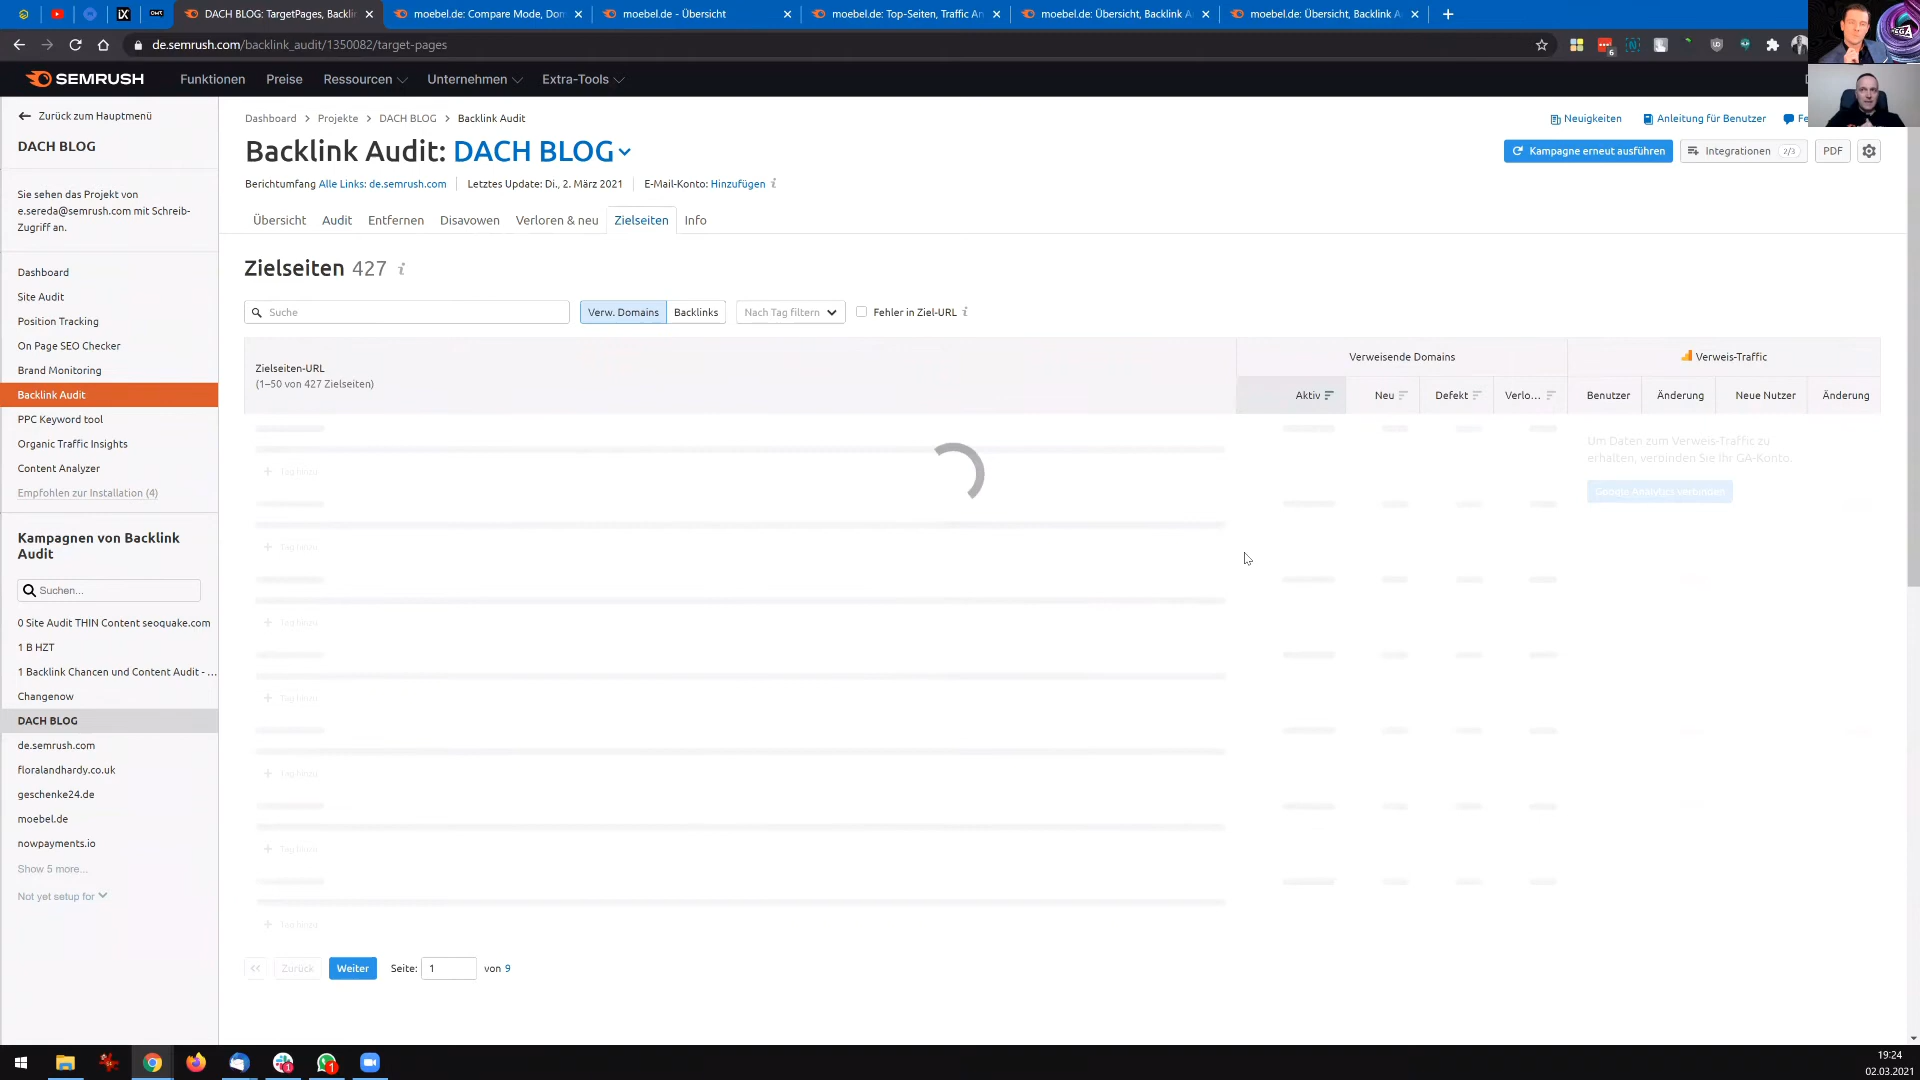 DACH BLOG: TargetPages, Backlin
moebel.de: Compare Mode, Don
moebel.de - Übersicht
moebel.de: Top-Seiten, Traffic An
moebel.de: Übersicht, Backlink A
moebel.de: Übersicht, Backlink A
de.semrush.com/backlink_audit/1350082/target-pages
SEMRUSH
Funktionen
Preise
Ressourcen
Unternehmen
Extra-Tools
Zurück zum Hauptmenü
DACH BLOG
Sie sehen das Projekt von
e.sereda@semrush.com mit Schreib-
Zugriff an.
Dashboard
Site Audit
Position Tracking
On Page SEO Checker
Brand Monitoring
Backlink Audit
PPC Keyword tool
Organic Traffic Insights
Content Analyzer
Empfohlen zur Installation (4)
Kampagnen von Backlink
Audit
Suchen...
0 Site Audit THIN Content seoquake.com
1 B HZT
1 Backlink Chancen und Content Audit - ...
Changenow
DACH BLOG
de.semrush.com
floralandhardy.co.uk
geschenke24.de
moebel.de
nowpayments.io
Show 5 more...
Not yet setup for
Dashboard > Projekte > DACH BLOG > Backlink Audit
Neuigkeiten
Anleitung für Benutzer
Fe
Backlink Audit: DACH BLOG
Kampagne erneut ausführen
Integrationen 2/3
PDF
Berichtumfang Alle Links: de.semrush.com
Letztes Update: Di., 2. März 2021
E-Mail-Konto: Hinzufügen
Übersicht
Audit
Entfernen
Disavowen
Verloren & neu
Zielseiten
Info
Zielseiten 427
Suche
Verw. Domains
Backlinks
Nach Tag filtern
Fehler in Ziel-URL
Zielseiten-URL
(1–50 von 427 Zielseiten)
Verweisende Domains
Verweis-Traffic
Aktiv
Neu
Defekt
Verlo...
Benutzer
Änderung
Neue Nutzer
Änderung
Um Daten zum Verweis-Traffic zu
erhalten, verbinden Sie Ihr GA-Konto.
Google Analytics verbinden
+ Tag hinzu
+ Tag hinzu
+ Tag hinzu
+ Tag hinzu
+ Tag hinzu
+ Tag hinzu
+ Tag hinzu
Zurück
Weiter
Seite: 1 von 9
19:24
02.03.2021